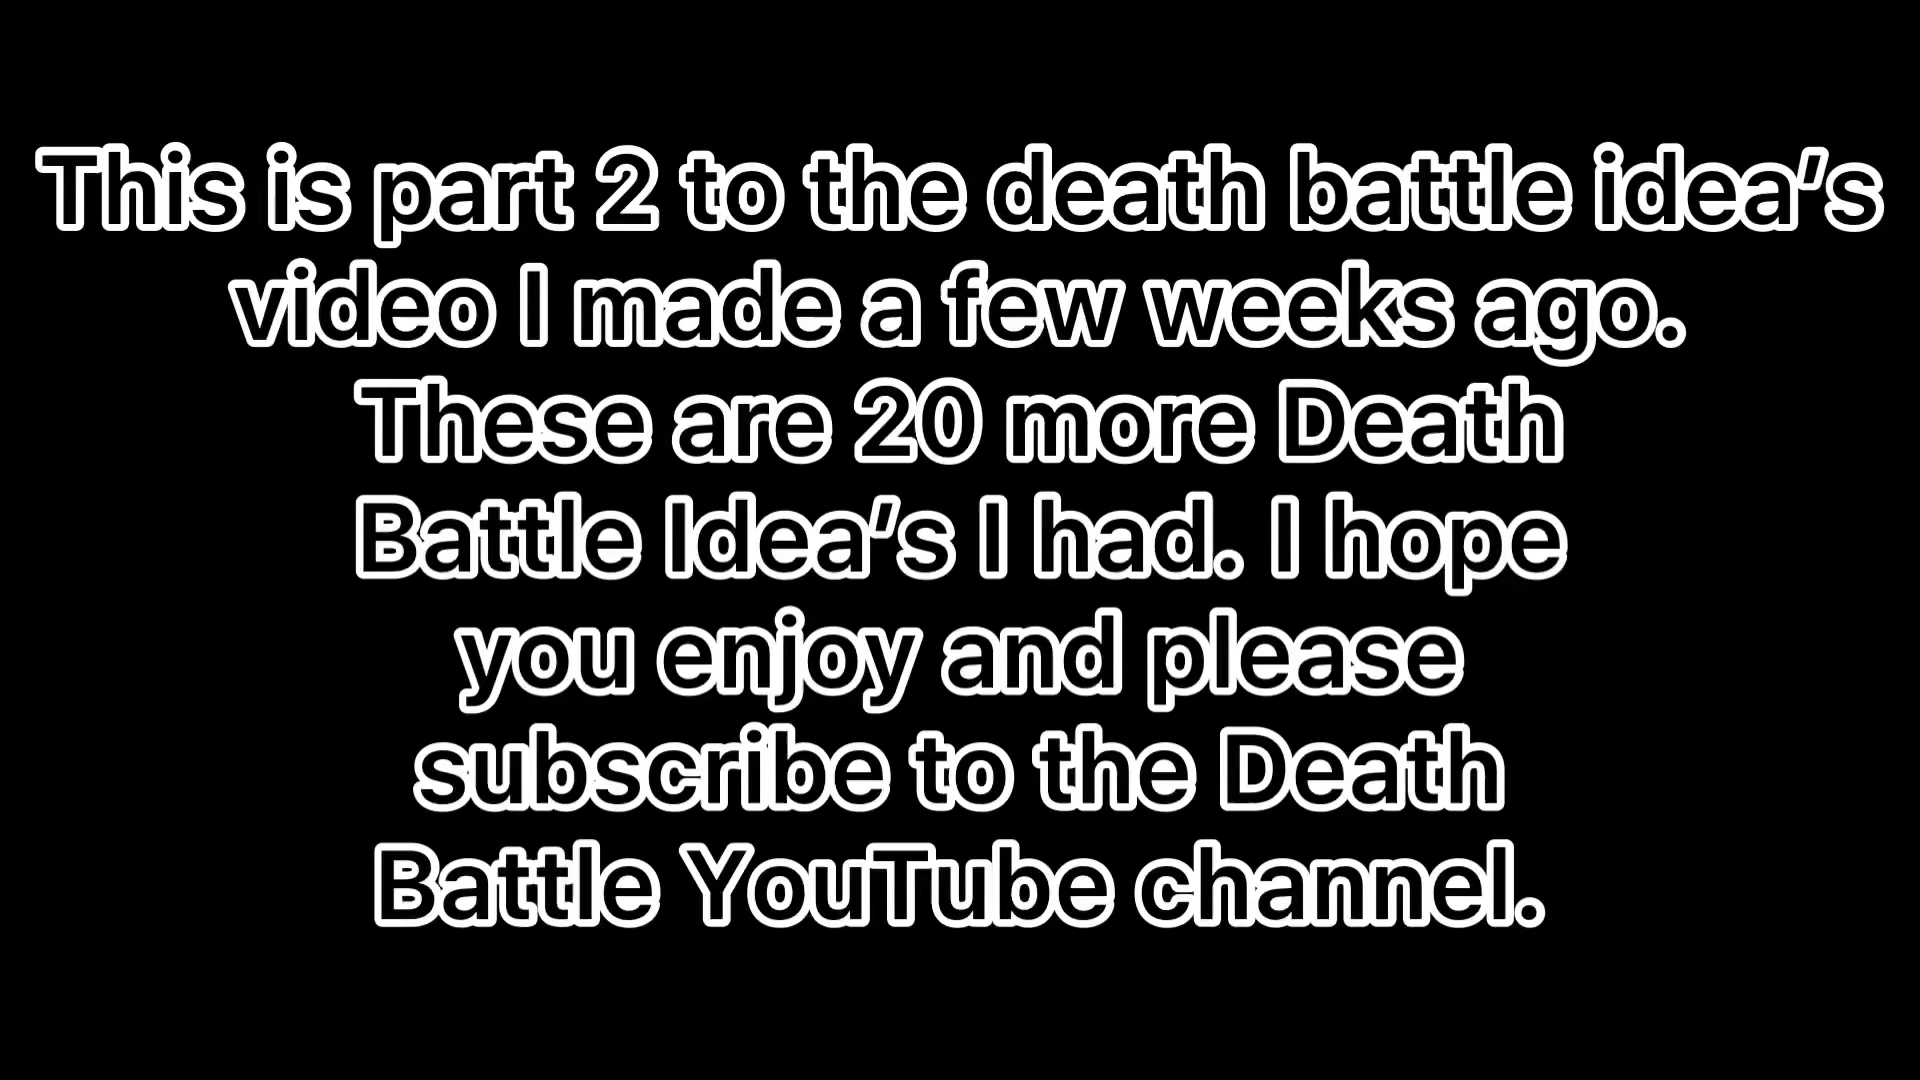 This is part 2 to the death battle idea’s
video I made a few weeks ago.
These are 20 more Death
Battle Idea’s I had. I hope
you enjoy and please
subscribe to the Death
Battle YouTube channel.